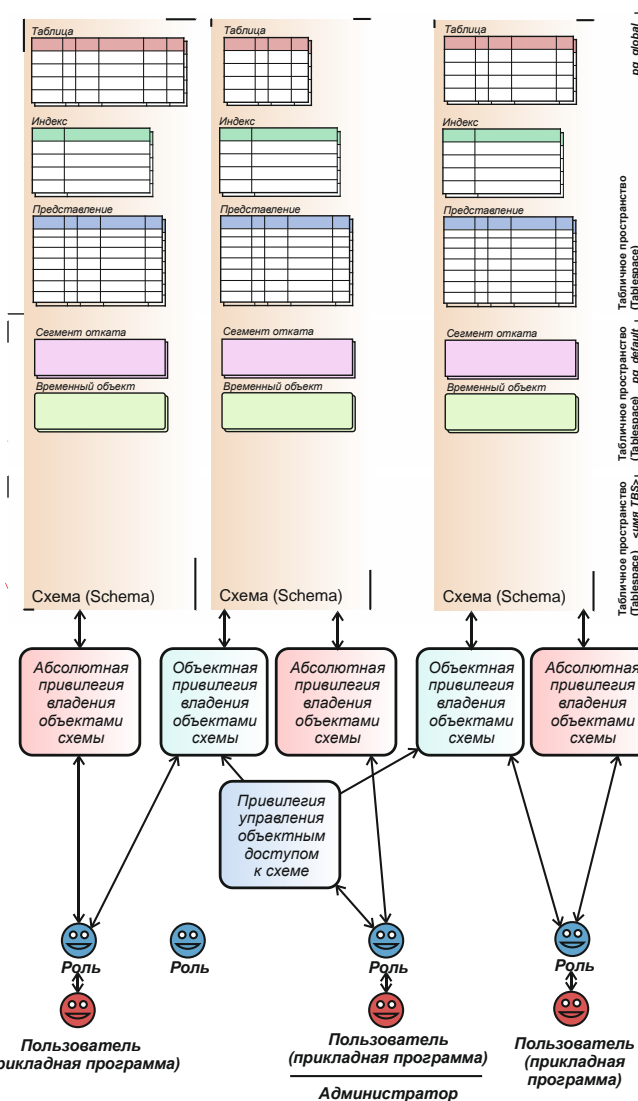 Таблица
Таблица
Таблица
Индекс
Индекс
Индекс
Представление
Представление
Представление
Сегмент отката
Сегмент отката
Сегмент отката
Временный объект
Временный объект
Временный объект
Схема (Schema)
Схема (Schema)
Схема (Schema)
pg_global
Табличное пространство
(Tablespace)
Табличное пространство
(Tablespace) pg_default
Табличное пространство
(Tablespace) <имя TBS>
Абсолютная
привилегия
владения
объектами
схемы
Объектная
привилегия
владения
объектами
схемы
Абсолютная
привилегия
владения
объектами
схемы
Объектная
привилегия
владения
объектами
схемы
Абсолютная
привилегия
владения
объектами
схемы
Привилегия
управления
объектным
доступом
к схеме
Роль
Роль
Роль
Роль
Пользователь
рикладная программа)
Пользователь
(прикладная программа)
Администратор
Пользователь
(прикладная
программа)